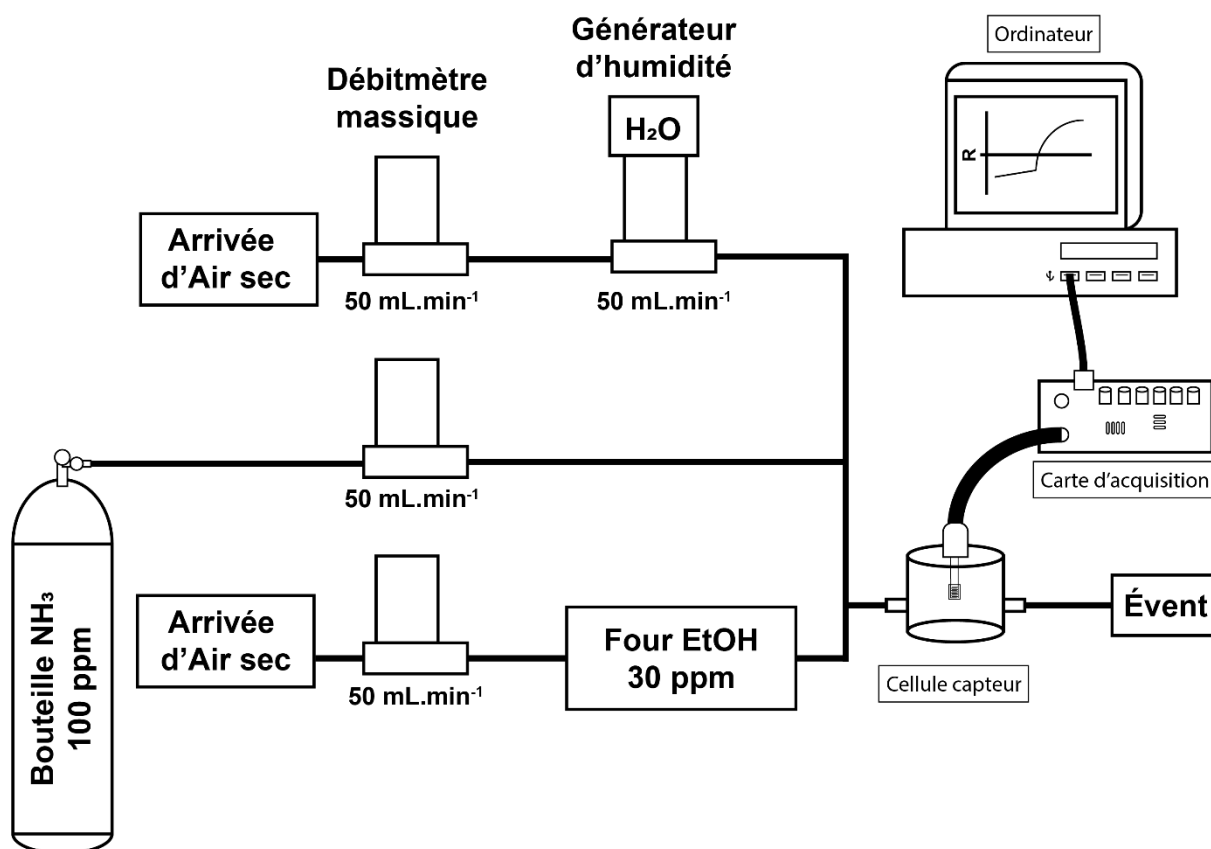 Ordinateur
Générateur
d'humidité
Débitmètre
massique
H₂O
R
Arrivée
d'Air sec
50 mL.min⁻¹
50 mL.min⁻¹
50 mL.min⁻¹
Carte d'acquisition
Bouteille NH₃
100 ppm
Arrivée
d'Air sec
50 mL.min⁻¹
Four EtOH
30 ppm
Évent
Cellule capteur